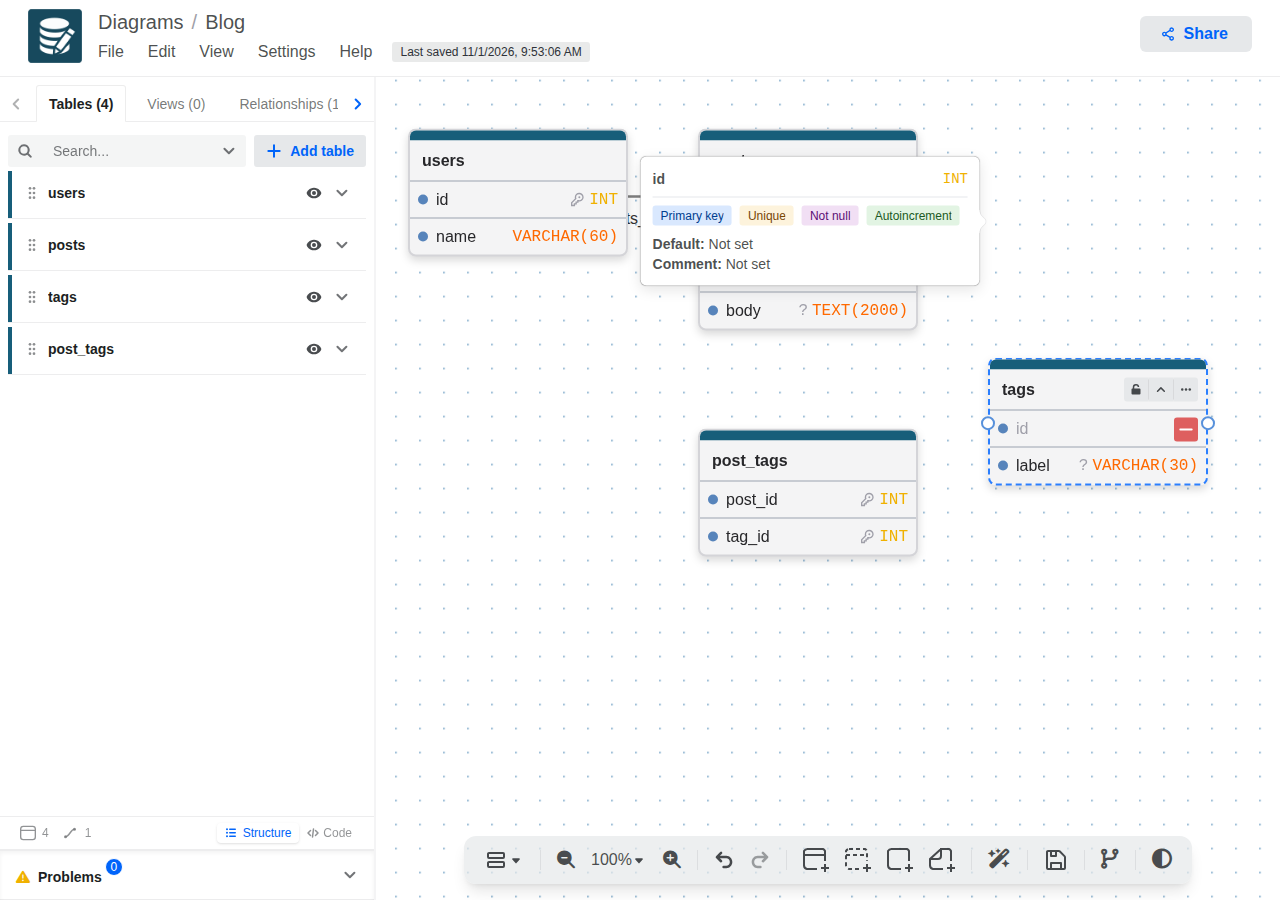 Diagrams / Blog
File Edit View Settings Help Last saved 11/1/2026, 9:53:06 AM
Share
Tables (4) Views (0) Relationships (1
Search... Add table
users
posts
tags
post_tags
users
id INT
name VARCHAR(60)
id INT
Primary key Unique Not null Autoincrement
Default: Not set
Comment: Not set
body ? TEXT(2000)
tags
id
label ? VARCHAR(30)
post_tags
post_id INT
tag_id INT
4 1 Structure Code
Problems 0
100%